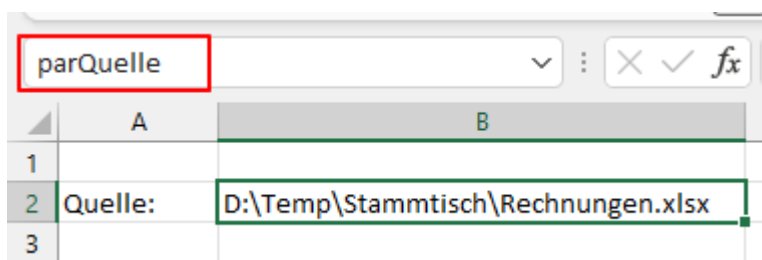 parQuelle fx
A B
1
2 Quelle: D:\Temp\Stammtisch\Rechnungen.xlsx
3